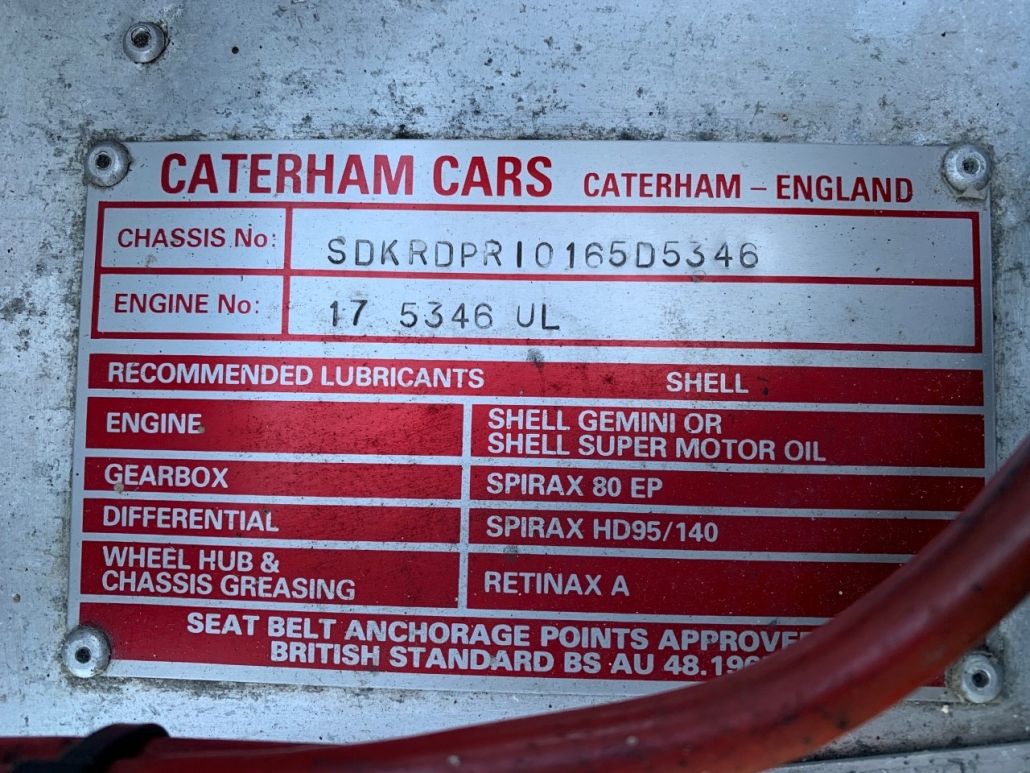 CATERHAM CARS CATERHAM – ENGLAND
CHASSIS No: SDKRDPRI0165D5346
ENGINE No: 17 5346 UL
RECOMMENDED LUBRICANTS SHELL
ENGINE SHELL GEMINI OR
SHELL SUPER MOTOR OIL
GEARBOX SPIRAX 80 EP
DIFFERENTIAL SPIRAX HD95/140
WHEEL HUB &
CHASSIS GREASING RETINAX A
SEAT BELT ANCHORAGE POINTS
BRITISH STANDARD BS AU